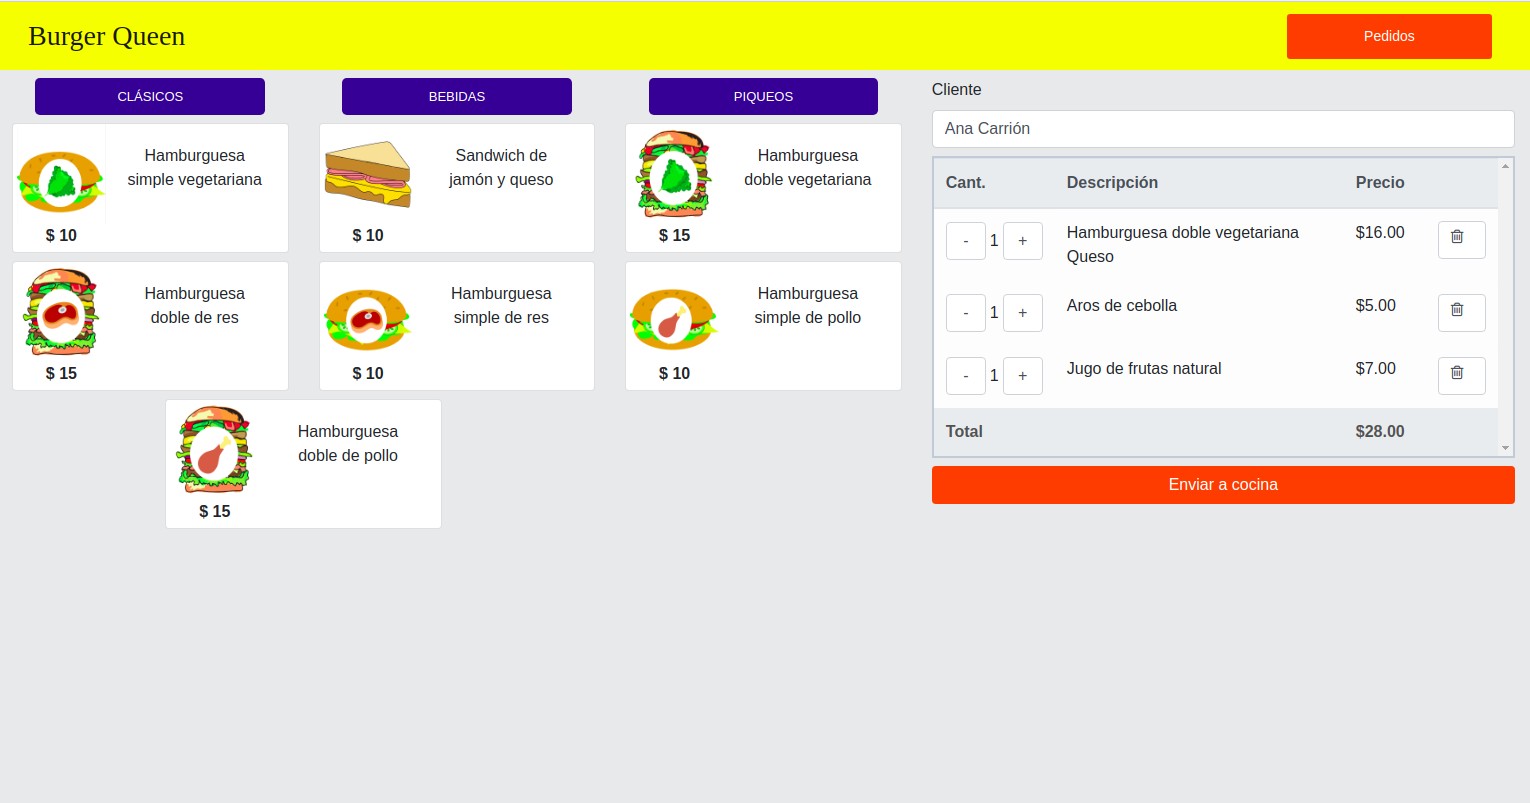 Burger Queen
Pedidos
CLÁSICOS
BEBIDAS
PIQUEOS
Hamburguesa
simple vegetariana
$ 10
Sandwich de
jamón y queso
$ 10
Hamburguesa
doble vegetariana
$ 15
Hamburguesa
doble de res
$ 15
Hamburguesa
simple de res
$ 10
Hamburguesa
simple de pollo
$ 10
Hamburguesa
doble de pollo
$ 15
Cliente
Ana Carrión
Cant. Descripción Precio
- 1 + Hamburguesa doble vegetariana $16.00
Queso
- 1 + Aros de cebolla $5.00
- 1 + Jugo de frutas natural $7.00
Total $28.00
Enviar a cocina